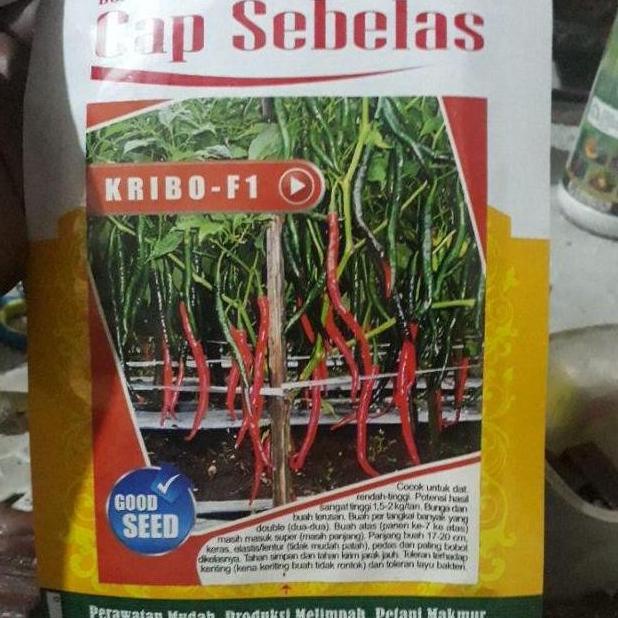 Cap Sebelas
KRIBO-F1
GOOD
SEED
Cocok untuk dat.
rendah-tinggi. Potensi hasil
sangat tinggi 1,5-2 kg/tan. Bunga dan
buah terusan. Buah per tangkai banyak yang
double (dua-dua). Buah atas (panen ke-7 ke atas)
masih masuk super (masih panjang). Panjang buah 17-20 cm,
keras, elastis/lentur (tidak mudah patah), pedas dan paling bobot
dikelasnya. Tahan simpan dan tahan kirim jarak jauh. Toleran terhadap
kenting (kena keriting buah tidak rontok) dan toleran layu bakteri.
Perawatan Mudah, Produksi Melimpah, Petani Makmur